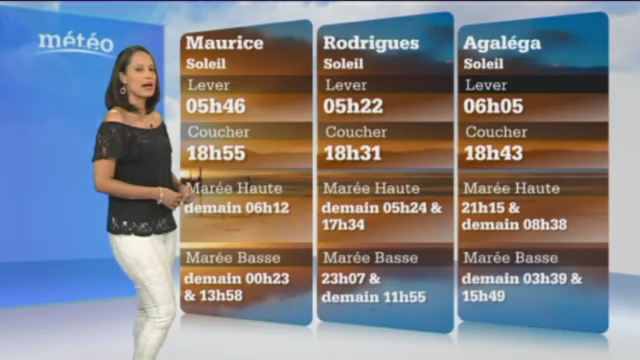 météo
Maurice
Soleil
Lever
05h46
Coucher
18h55
Marée Haute
demain 06h12
Marée Basse
demain 00h23
& 13h58
Rodrigues
Soleil
Lever
05h22
Coucher
18h31
Marée Haute
demain 05h24 &
17h34
Marée Basse
23h07 &
demain 11h55
Agaléga
Soleil
Lever
06h05
Coucher
18h43
Marée Haute
21h15 &
demain 08h38
Marée Basse
demain 03h39 &
15h49